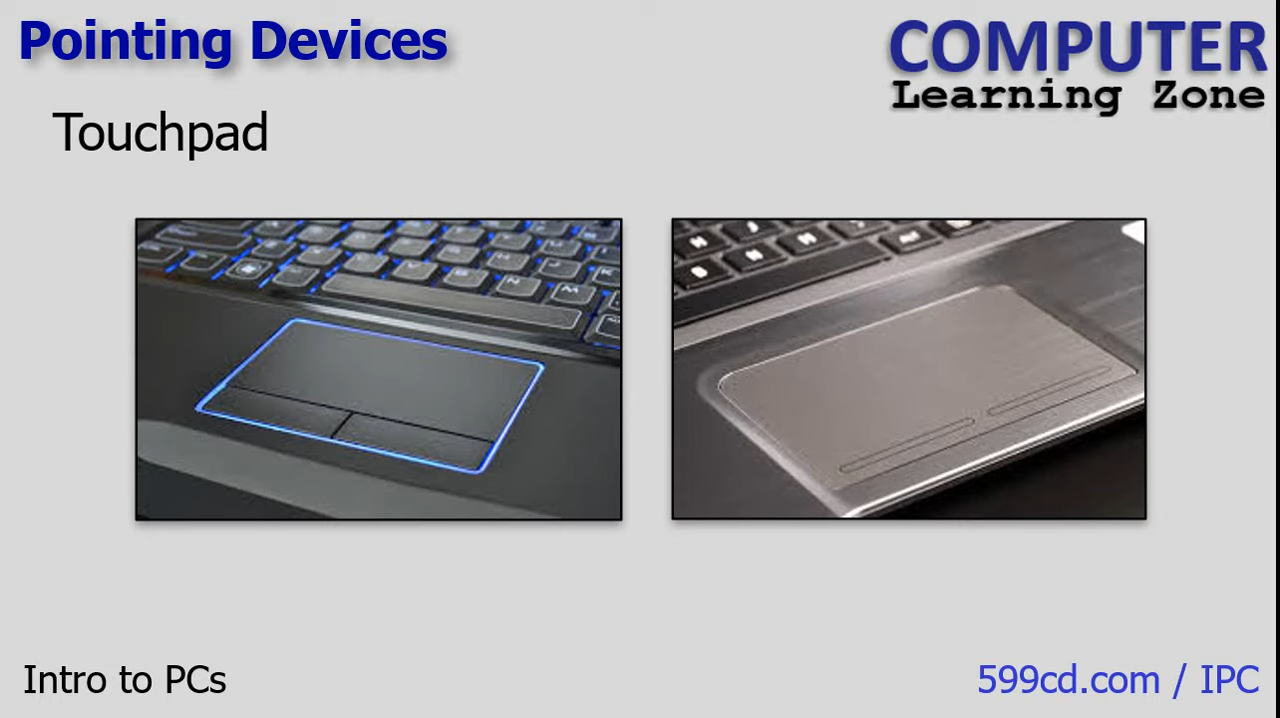 Pointing Devices
COMPUTER
Learning Zone
Touchpad
Intro to PCs
599cd.com / IPC